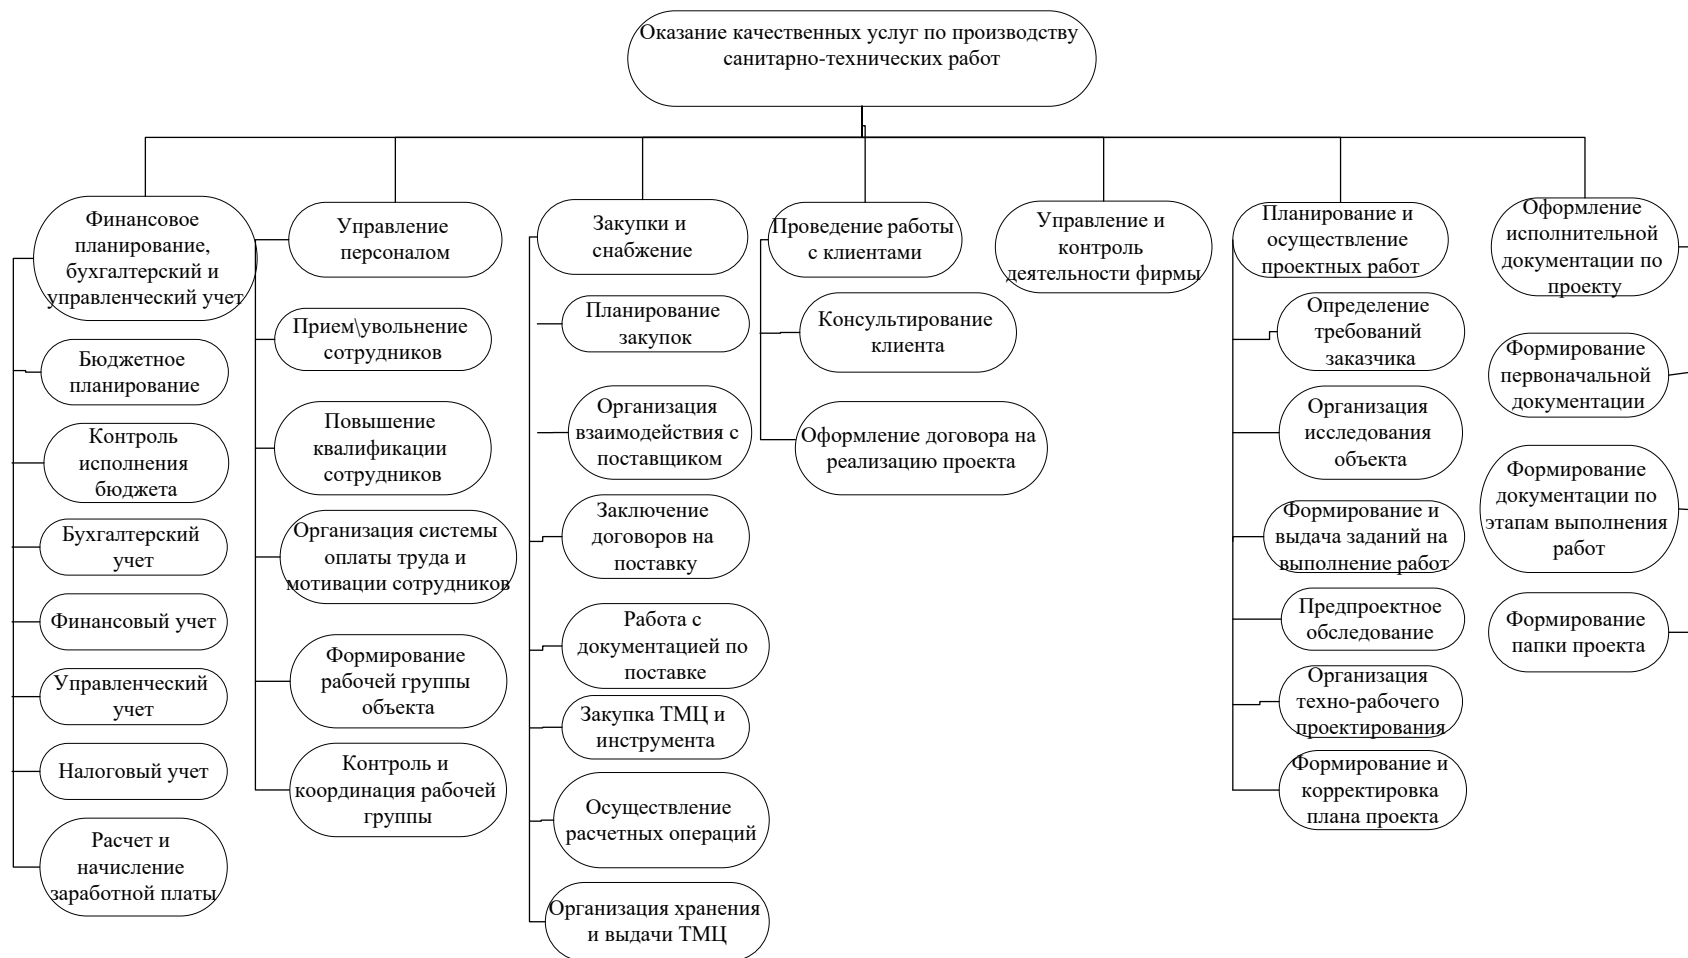 Оказание качественных услуг по производству
санитарно-технических работ
Финансовое
планирование,
бухгалтерский и
управленческий учет
Бюджетное
планирование
Контроль
исполнения
бюджета
Бухгалтерский
учет
Финансовый учет
Управленческий
учет
Налоговый учет
Расчет и
начисление
заработной платы
Управление
персоналом
Прием\увольнение
сотрудников
Повышение
квалификации
сотрудников
Организация системы
оплаты труда и
мотивации сотрудников
Формирование
рабочей группы
объекта
Контроль и
координация рабочей
группы
Закупки и
снабжение
Планирование
закупок
Организация
взаимодействия с
поставщиком
Заключение
договоров на
поставку
Работа с
документацией по
поставке
Закупка ТМЦ и
инструмента
Осуществление
расчетных операций
Организация хранения
и выдачи ТМЦ
Проведение работы
с клиентами
Консультирование
клиента
Оформление договора на
реализацию проекта
Управление и
контроль
деятельности фирмы
Планирование и
осуществление
проектных работ
Определение
требований
заказчика
Организация
исследования
объекта
Формирование и
выдача заданий на
выполнение работ
Предпроектное
обследование
Организация
техно-рабочего
проектирования
Формирование и
корректировка
плана проекта
Оформление
исполнительной
документации по
проекту
Формирование
первоначальной
документации
Формирование
документации по
этапам выполнения
работ
Формирование
папки проекта